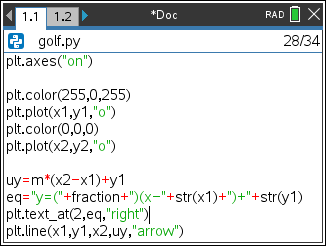 1.1 1.2 *Doc RAD
golf.py 28/34
plt.axes("on")
plt.color(255,0,255)
plt.plot(x1,y1,"o")
plt.color(0,0,0)
plt.plot(x2,y2,"o")
uy=m*(x2-x1)+y1
eq="y=("+fraction+")(x-"+str(x1)+")+"+str(y1)
plt.text_at(2,eq,"right")
plt.line(x1,y1,x2,uy,"arrow")